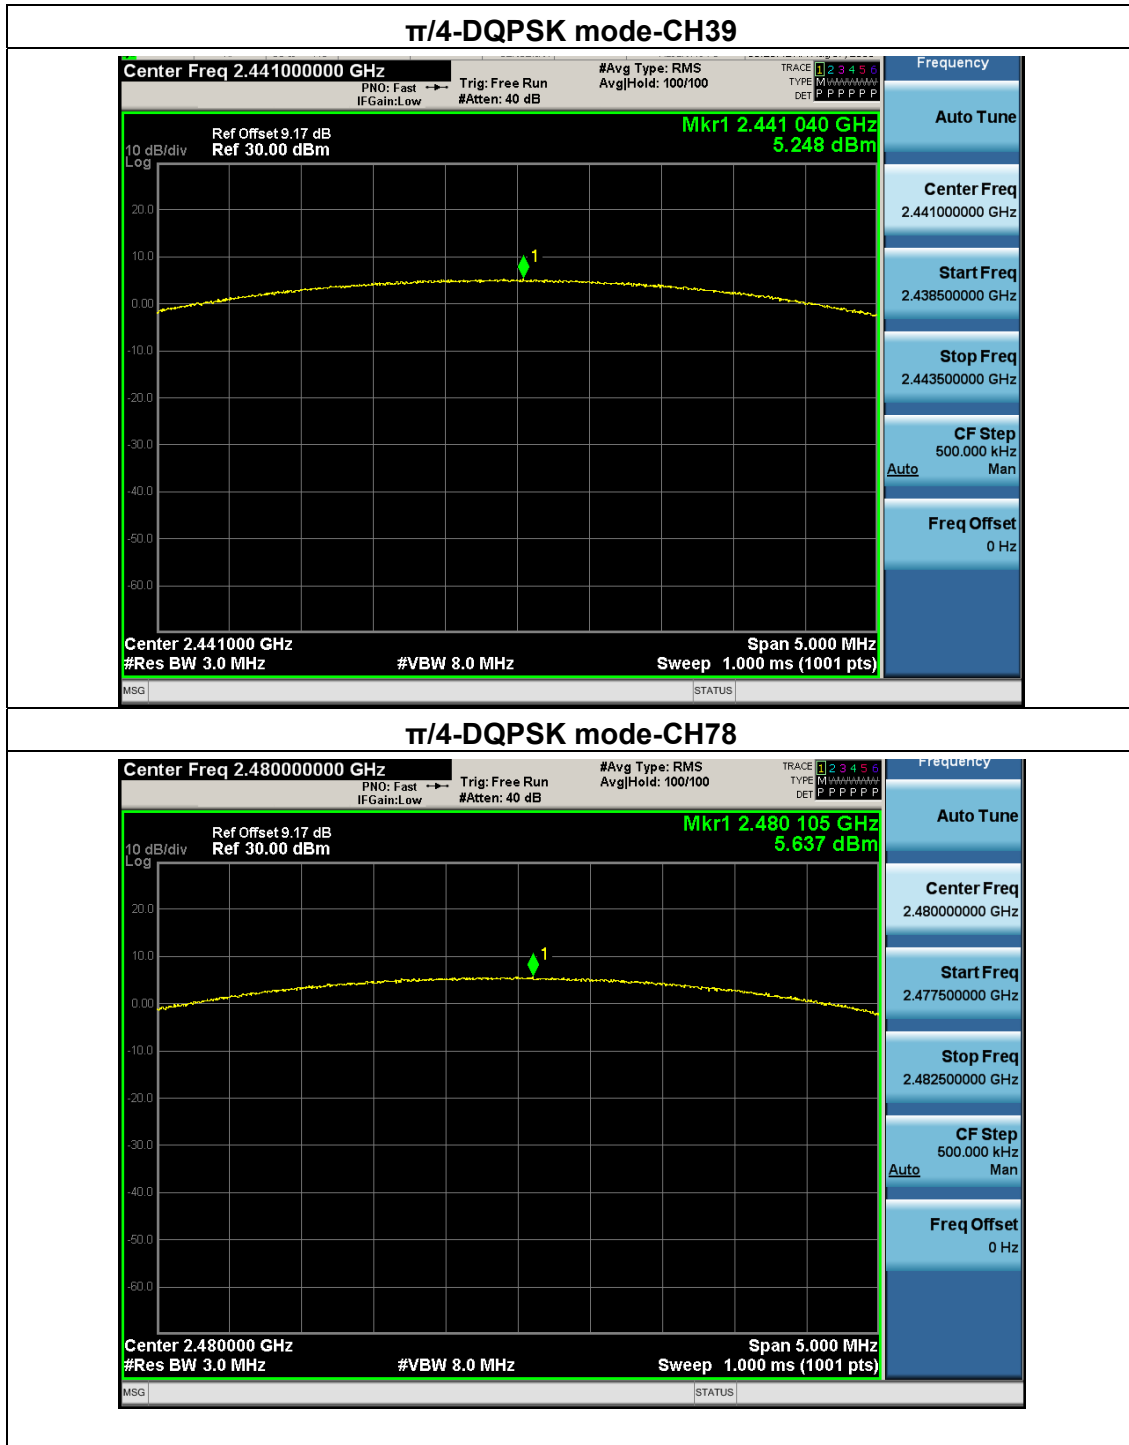 π/4-DQPSK mode-CH39
Center Freq 2.441000000 GHz
PNO: Fast
IFGain:Low
Trig: Free Run
#Atten: 40 dB
#Avg Type: RMS
Avg|Hold: 100/100
TRACE 1 2 3 4 5 6
TYPE M
DET P P P P P P
Frequency
Ref Offset 9.17 dB
10 dB/div Ref 30.00 dBm
Log
Mkr1 2.441 040 GHz
5.248 dBm
1
20.0
10.0
0.00
-10.0
-20.0
-30.0
-40.0
-50.0
-60.0
Center 2.441000 GHz Span 5.000 MHz
#Res BW 3.0 MHz #VBW 8.0 MHz Sweep 1.000 ms (1001 pts)
MSG STATUS
Auto Tune
Center Freq
2.441000000 GHz
Start Freq
2.438500000 GHz
Stop Freq
2.443500000 GHz
CF Step
500.000 kHz
Auto Man
Freq Offset
0 Hz
π/4-DQPSK mode-CH78
Center Freq 2.480000000 GHz
PNO: Fast
IFGain:Low
Trig: Free Run
#Atten: 40 dB
#Avg Type: RMS
Avg|Hold: 100/100
TRACE 1 2 3 4 5 6
TYPE M
DET P P P P P P
Frequency
Ref Offset 9.17 dB
10 dB/div Ref 30.00 dBm
Log
Mkr1 2.480 105 GHz
5.637 dBm
1
20.0
10.0
0.00
-10.0
-20.0
-30.0
-40.0
-50.0
-60.0
Center 2.480000 GHz Span 5.000 MHz
#Res BW 3.0 MHz #VBW 8.0 MHz Sweep 1.000 ms (1001 pts)
MSG STATUS
Auto Tune
Center Freq
2.480000000 GHz
Start Freq
2.477500000 GHz
Stop Freq
2.482500000 GHz
CF Step
500.000 kHz
Auto Man
Freq Offset
0 Hz